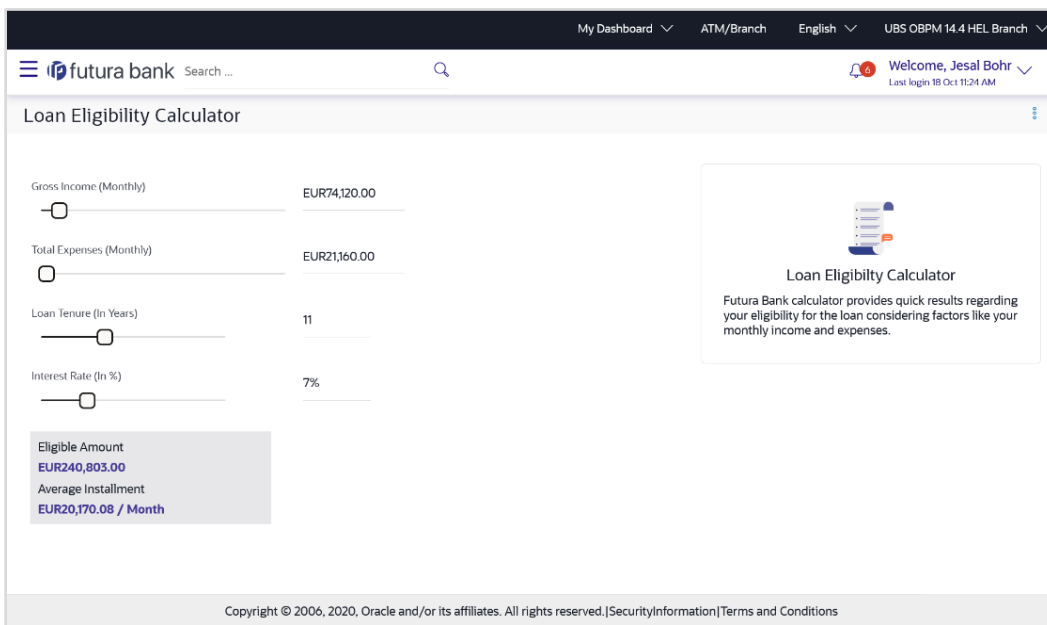 My Dashboard ATM/Branch English UBS OBPM 14.4 HEL Branch
futura bank Search ... 6 Welcome, Jesal Bohr
Last login 18 Oct 11:24 AM
Loan Eligibility Calculator
Gross Income (Monthly) EUR74,120.00
Total Expenses (Monthly) EUR21,160.00
Loan Tenure (In Years) 11
Interest Rate (In %) 7%
Eligible Amount
EUR240,803.00
Average Installment
EUR20,170.08 / Month
Loan Eligibilty Calculator
Futura Bank calculator provides quick results regarding
your eligibility for the loan considering factors like your
monthly income and expenses.
Copyright © 2006, 2020, Oracle and/or its affiliates. All rights reserved.|SecurityInformation|Terms and Conditions